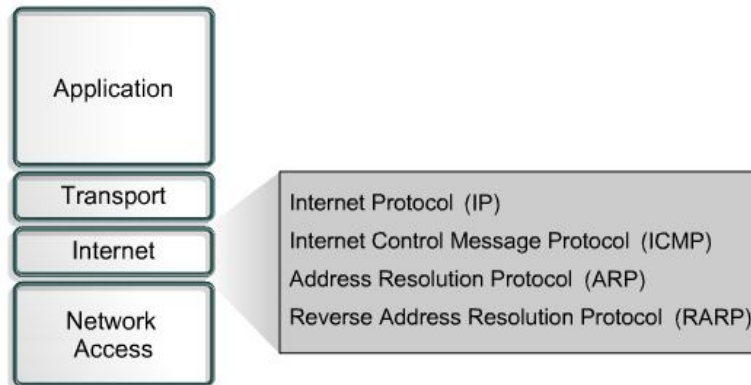 Application
Transport
Internet
Network
Access
Internet Protocol (IP)
Internet Control Message Protocol (ICMP)
Address Resolution Protocol (ARP)
Reverse Address Resolution Protocol (RARP)